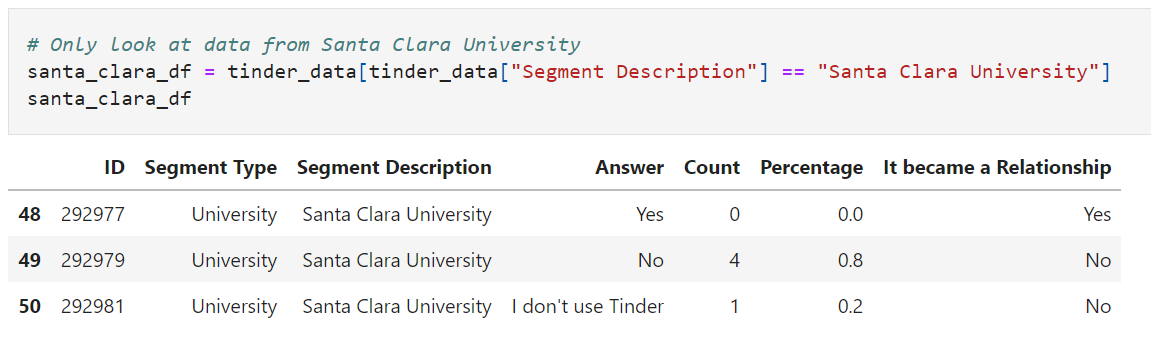 # Only look at data from Santa Clara University
santa_clara_df = tinder_data[tinder_data["Segment Description"] == "Santa Clara University"]
santa_clara_df
ID Segment Type Segment Description Answer Count Percentage It became a Relationship
48 292977 University Santa Clara University Yes 0 0.0 Yes
49 292979 University Santa Clara University No 4 0.8 No
50 292981 University Santa Clara University I don't use Tinder 1 0.2 No